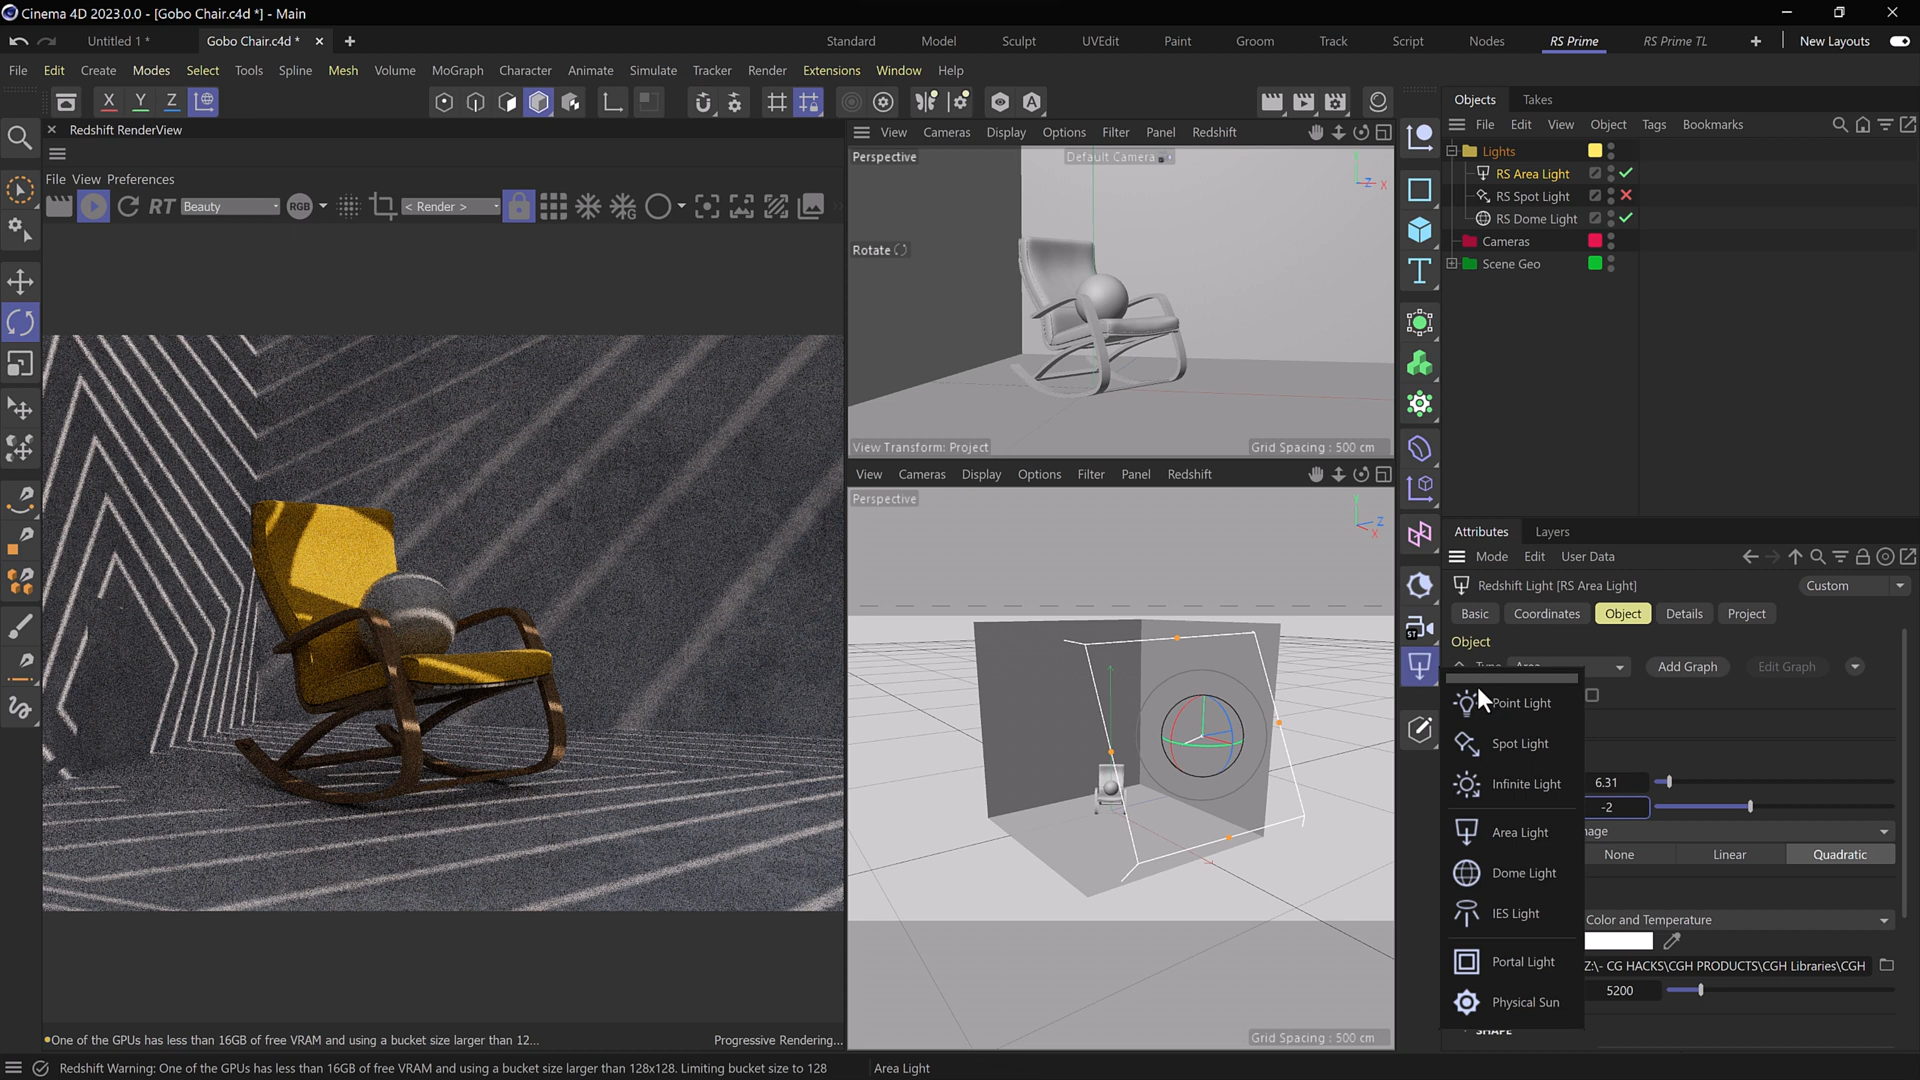 Cinema 4D 2023.0.0 - [Gobo Chair.c4d *] - Main
Untitled 1 *
Gobo Chair.c4d *
Standard
Model
Sculpt
UVEdit
Paint
Groom
Track
Script
Nodes
RS Prime
RS Prime TL
New Layouts
File Edit Create Modes Select Tools Spline Mesh Volume MoGraph Character Animate Simulate Tracker Render Extensions Window Help
X Y Z
Redshift RenderView
File View Preferences
RT
Beauty
RGB
< Render >
View Cameras Display Options Filter Panel Redshift
Perspective
Default Camera
Rotate
View Transform: Project
Grid Spacing : 500 cm
View Cameras Display Options Filter Panel Redshift
Perspective
Grid Spacing : 500 cm
Objects Takes
File Edit View Object Tags Bookmarks
Lights
RS Area Light
RS Spot Light
RS Dome Light
Cameras
Scene Geo
Attributes Layers
Mode Edit User Data
Redshift Light [RS Area Light]
Custom
Basic Coordinates Object Details Project
Object
Add Graph
Edit Graph
Point Light
Spot Light
Infinite Light
Area Light
Dome Light
IES Light
Portal Light
Physical Sun
6.31
-2
None Linear Quadratic
Color and Temperature
Z:\- CG HACKS\CGH PRODUCTS\CGH Libraries\CGH
5200
One of the GPUs has less than 16GB of free VRAM and using a bucket size larger than 12...
Progressive Rendering...
Redshift Warning: One of the GPUs has less than 16GB of free VRAM and using a bucket size larger than 128x128. Limiting bucket size to 128
Area Light